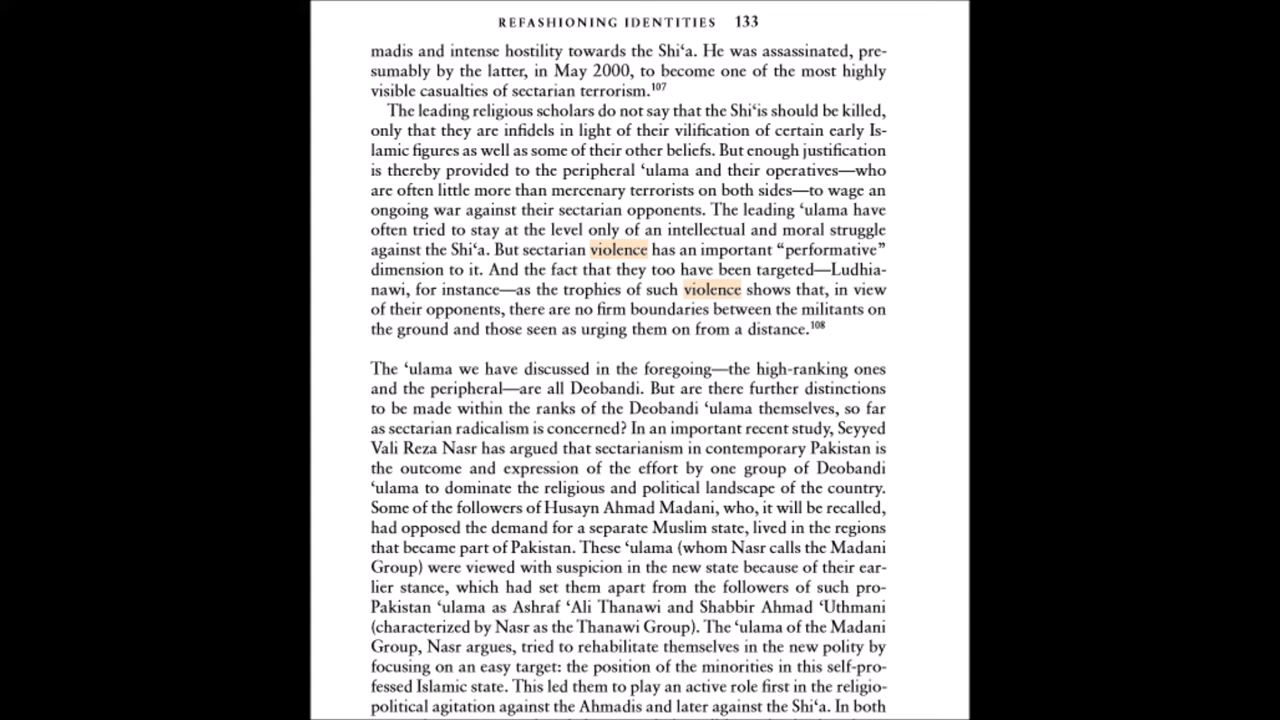 REFASHIONING IDENTITIES 133
madis and intense hostility towards the Shi‘a. He was assassinated, pre-
sumably by the latter, in May 2000, to become one of the most highly
visible casualties of sectarian terrorism.107
The leading religious scholars do not say that the Shi‘is should be killed,
only that they are infidels in light of their vilification of certain early Is-
lamic figures as well as some of their other beliefs. But enough justification
is thereby provided to the peripheral ‘ulama and their operatives—who
are often little more than mercenary terrorists on both sides—to wage an
ongoing war against their sectarian opponents. The leading ‘ulama have
often tried to stay at the level only of an intellectual and moral struggle
against the Shi‘a. But sectarian violence has an important “performative”
dimension to it. And the fact that they too have been targeted—Ludhia-
nawi, for instance—as the trophies of such violence shows that, in view
of their opponents, there are no firm boundaries between the militants on
the ground and those seen as urging them on from a distance.108
The ‘ulama we have discussed in the foregoing—the high-ranking ones
and the peripheral—are all Deobandi. But are there further distinctions
to be made within the ranks of the Deobandi ‘ulama themselves, so far
as sectarian radicalism is concerned? In an important recent study, Seyyed
Vali Reza Nasr has argued that sectarianism in contemporary Pakistan is
the outcome and expression of the effort by one group of Deobandi
‘ulama to dominate the religious and political landscape of the country.
Some of the followers of Husayn Ahmad Madani, who, it will be recalled,
had opposed the demand for a separate Muslim state, lived in the regions
that became part of Pakistan. These ‘ulama (whom Nasr calls the Madani
Group) were viewed with suspicion in the new state because of their ear-
lier stance, which had set them apart from the followers of such pro-
Pakistan ‘ulama as Ashraf ‘Ali Thanawi and Shabbir Ahmad ‘Uthmani
(characterized by Nasr as the Thanawi Group). The ‘ulama of the Madani
Group, Nasr argues, tried to rehabilitate themselves in the new polity by
focusing on an easy target: the position of the minorities in this self-pro-
fessed Islamic state. This led them to play an active role first in the religio-
political agitation against the Ahmadis and later against the Shi‘a. In both